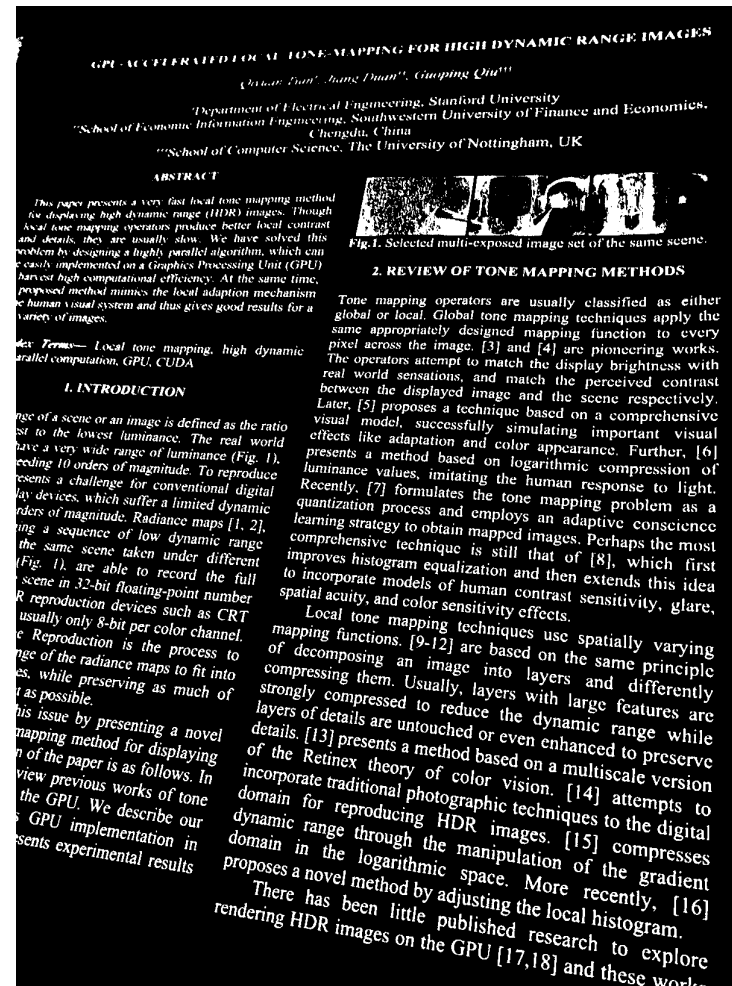 GPU-ACCELERATED LOCAL TONE-MAPPING FOR HIGH DYNAMIC RANGE IMAGES
Jiang Duan'', Guoping Qiu'''
'Department of Electrical Engineering, Stanford University
''School of Economic Information Engineering, Southwestern University of Finance and Economics,
Chengdu, China
'''School of Computer Science, The University of Nottingham, UK
ABSTRACT
This paper presents a very fast local tone mapping method
for displaying high dynamic range (HDR) images. Though
local tone mapping operators produce better local contrast
and details, they are usually slow. We have solved this
problem by designing a highly parallel algorithm, which can
easily implemented on a Graphics Processing Unit (GPU)
harvest high computational efficiency. At the same time,
proposed method mimics the local adaption mechanism
human visual system and thus gives good results for a
variety of images.
dex Terms— Local tone mapping, high dynamic
arallel computation, GPU, CUDA
1. INTRODUCTION
nge of a scene or an image is defined as the ratio
est to the lowest luminance. The real world
have a very wide range of luminance (Fig. 1),
eeding 10 orders of magnitude. To reproduce
esents a challenge for conventional digital
lay devices, which suffer a limited dynamic
rders of magnitude. Radiance maps [1, 2],
ing a sequence of low dynamic range
the same scene taken under different
(Fig. 1), are able to record the full
scene in 32-bit floating-point number
R reproduction devices such as CRT
usually only 8-bit per color channel.
e Reproduction is the process to
nge of the radiance maps to fit into
es, while preserving as much of
t as possible.
his issue by presenting a novel
mapping method for displaying
n of the paper is as follows. In
view previous works of tone
the GPU. We describe our
s GPU implementation in
esents experimental results
Fig.1. Selected multi-exposed image set of the same scene.
2. REVIEW OF TONE MAPPING METHODS
Tone mapping operators are usually classified as either
global or local. Global tone mapping techniques apply the
same appropriately designed mapping function to every
pixel across the image. [3] and [4] are pioneering works.
The operators attempt to match the display brightness with
real world sensations, and match the perceived contrast
between the displayed image and the scene respectively.
Later, [5] proposes a technique based on a comprehensive
visual model, successfully simulating important visual
effects like adaptation and color appearance. Further, [6]
presents a method based on logarithmic compression of
luminance values, imitating the human response to light.
Recently, [7] formulates the tone mapping problem as a
quantization process and employs an adaptive conscience
learning strategy to obtain mapped images. Perhaps the most
comprehensive technique is still that of [8], which first
improves histogram equalization and then extends this idea
to incorporate models of human contrast sensitivity, glare,
spatial acuity, and color sensitivity effects.
Local tone mapping techniques use spatially varying
mapping functions. [9-12] are based on the same principle
of decomposing an image into layers and differently
compressing them. Usually, layers with large features are
strongly compressed to reduce the dynamic range while
layers of details are untouched or even enhanced to preserve
details. [13] presents a method based on a multiscale version
of the Retinex theory of color vision. [14] attempts to
incorporate traditional photographic techniques to the digital
domain for reproducing HDR images. [15] compresses
dynamic range through the manipulation of the gradient
domain in the logarithmic space. More recently, [16]
proposes a novel method by adjusting the local histogram.
There has been little published research to explore
rendering HDR images on the GPU [17,18] and these works